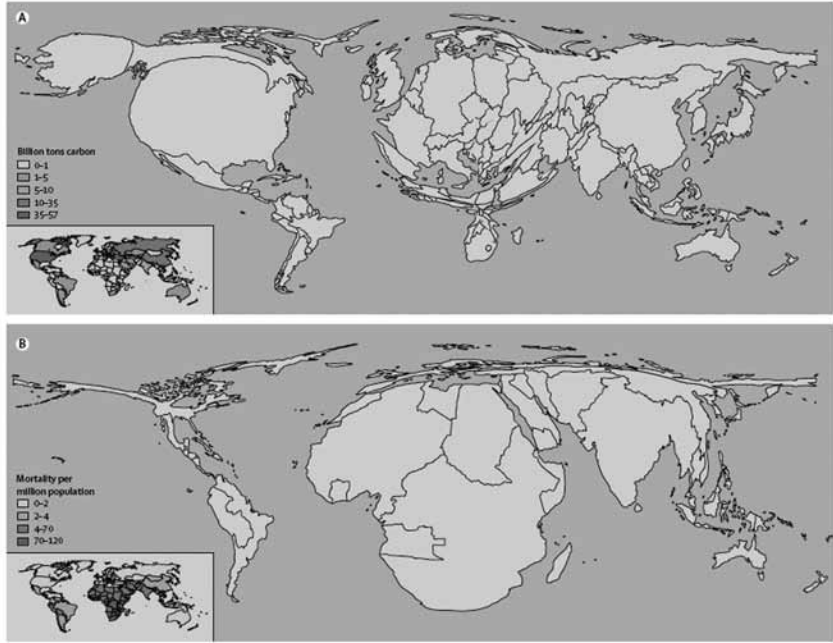 A
Billion tons carbon
0–1
1–5
5–10
10–35
35–57
B
Mortality per
million population
0–2
2–4
4–70
70–120